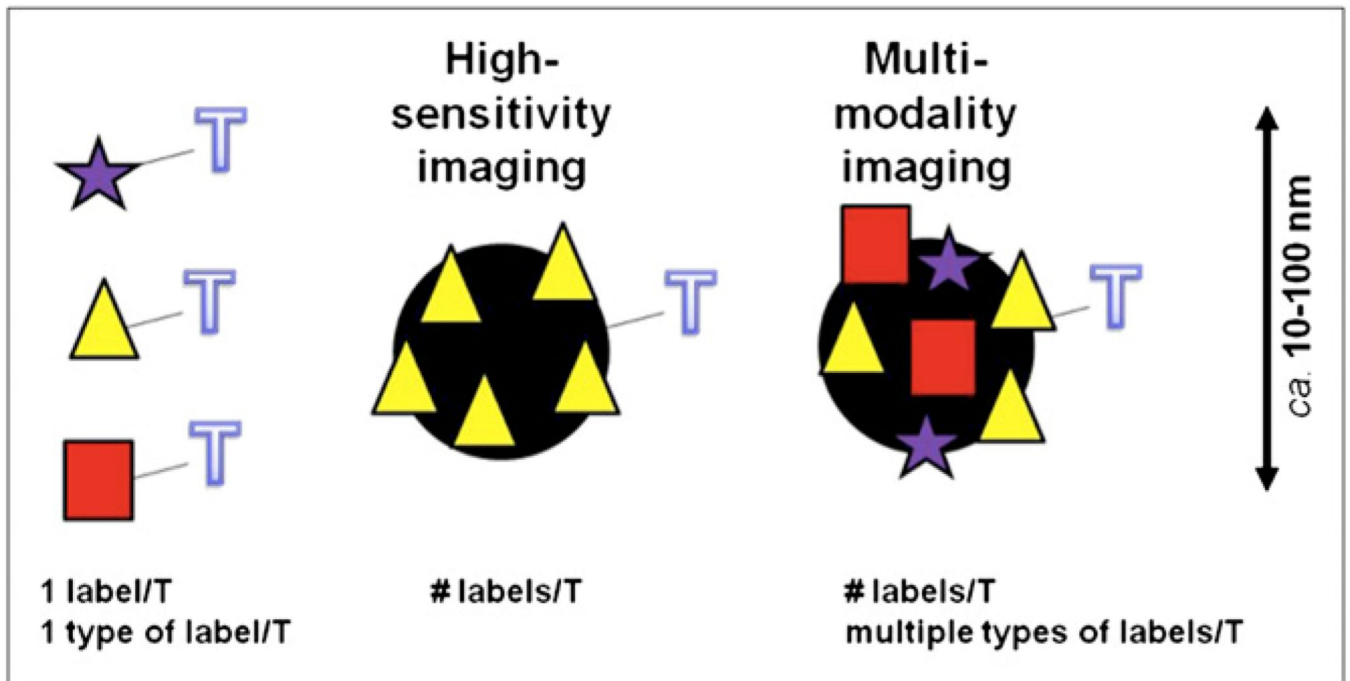 High-
sensitivity
imaging
Multi-
modality
imaging
T
T
T
T
T
ca. 10-100 nm
1 label/T
1 type of label/T
# labels/T
# labels/T
multiple types of labels/T